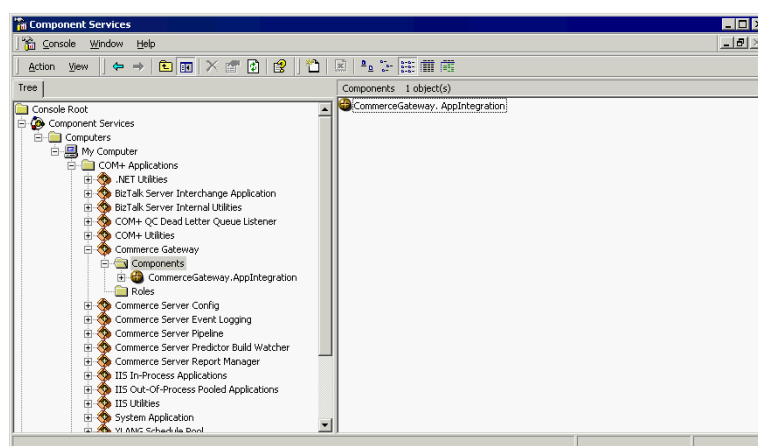 Component Services
Console Window Help
Action View
Tree
Components 1 object(s)
Console Root
Component Services
Computers
My Computer
COM+ Applications
.NET Utilities
BizTalk Server Interchange Application
BizTalk Server Internal Utilities
COM+ QC Dead Letter Queue Listener
COM+ Utilities
Commerce Gateway
Components
CommerceGateway.AppIntegration
Roles
Commerce Server Config
Commerce Server Event Logging
Commerce Server Pipeline
Commerce Server Predictor Build Watcher
Commerce Server Report Manager
IIS In-Process Applications
IIS Out-Of-Process Pooled Applications
IIS Utilities
System Application
XLANG Schedule Pool
CommerceGateway. AppIntegration